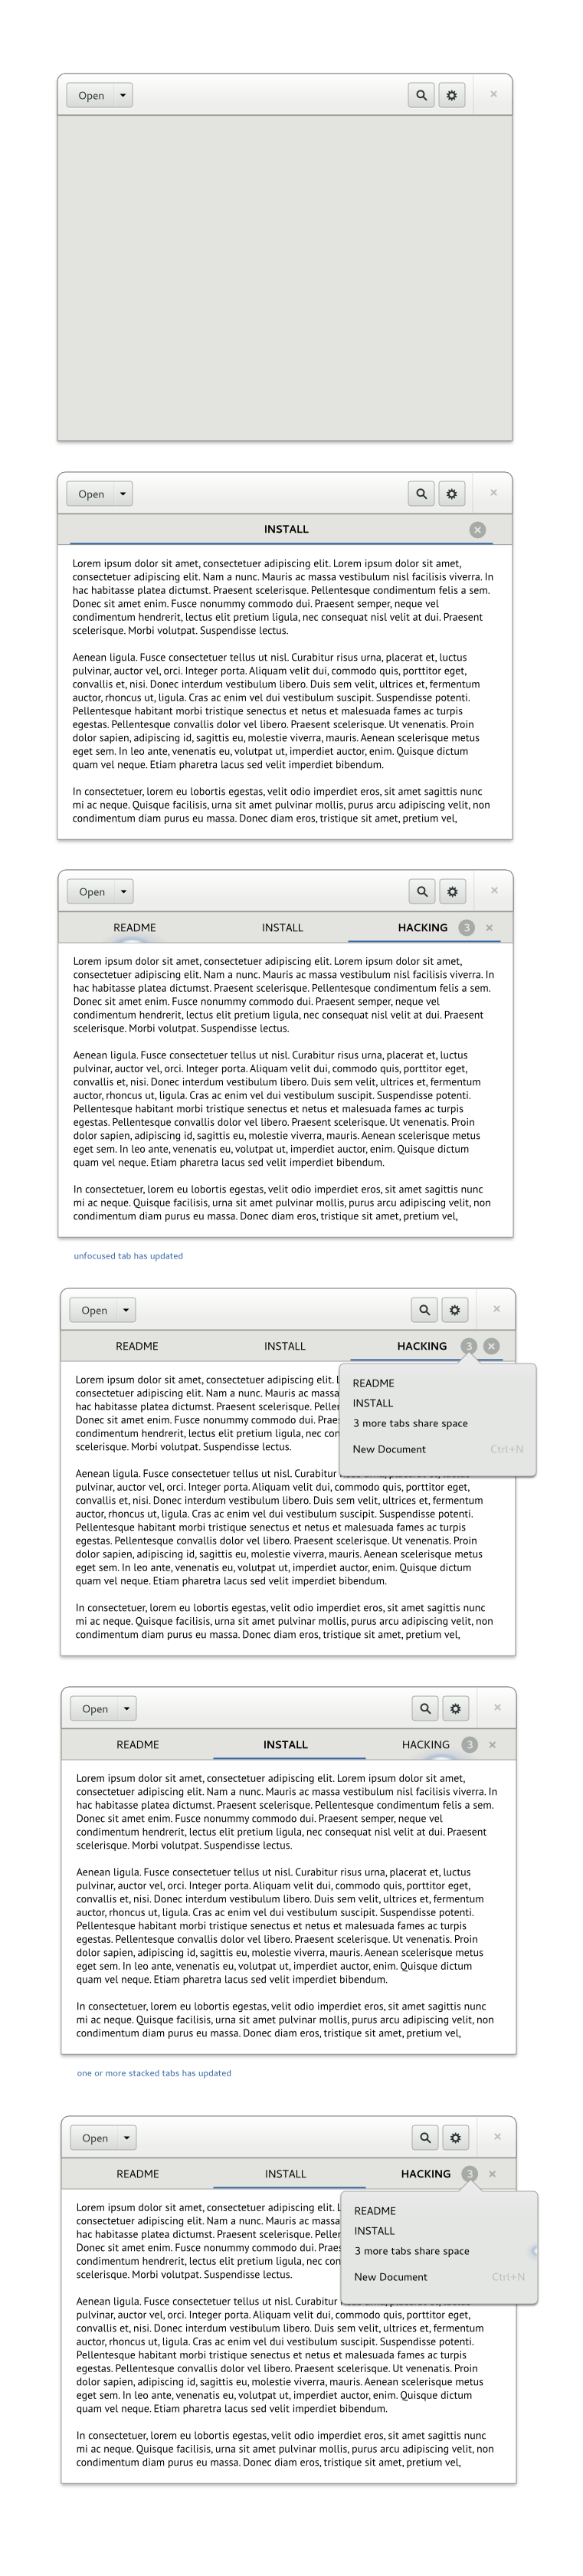 Open
Open
INSTALL
Lorem ipsum dolor sit amet, consectetuer adipiscing elit. Lorem ipsum dolor sit amet,
consectetuer adipiscing elit. Nam a nunc. Mauris ac massa vestibulum nisl facilisis viverra. In
hac habitasse platea dictumst. Praesent scelerisque. Pellentesque condimentum felis a sem.
Donec sit amet enim. Fusce nonummy commodo dui. Praesent semper, neque vel
condimentum hendrerit, lectus elit pretium ligula, nec consequat nisl velit at dui. Praesent
scelerisque. Morbi volutpat. Suspendisse lectus.
Aenean ligula. Fusce consectetuer tellus ut nisl. Curabitur risus urna, placerat et, luctus
pulvinar, auctor vel, orci. Integer porta. Aliquam velit dui, commodo quis, porttitor eget,
convallis et, nisi. Donec interdum vestibulum libero. Duis sem velit, ultrices et, fermentum
auctor, rhoncus ut, ligula. Cras ac enim vel dui vestibulum suscipit. Suspendisse potenti.
Pellentesque habitant morbi tristique senectus et netus et malesuada fames ac turpis
egestas. Pellentesque convallis dolor vel libero. Praesent scelerisque. Ut venenatis. Proin
dolor sapien, adipiscing id, sagittis eu, molestie viverra, mauris. Aenean scelerisque metus
eget sem. In leo ante, venenatis eu, volutpat ut, imperdiet auctor, enim. Quisque dictum
quam vel neque. Etiam pharetra lacus sed velit imperdiet bibendum.
In consectetuer, lorem eu lobortis egestas, velit odio imperdiet eros, sit amet sagittis nunc
mi ac neque. Quisque facilisis, urna sit amet pulvinar mollis, purus arcu adipiscing velit, non
condimentum diam purus eu massa. Donec diam eros, tristique sit amet, pretium vel,
Open
README INSTALL HACKING 3
Lorem ipsum dolor sit amet, consectetuer adipiscing elit. Lorem ipsum dolor sit amet,
consectetuer adipiscing elit. Nam a nunc. Mauris ac massa vestibulum nisl facilisis viverra. In
hac habitasse platea dictumst. Praesent scelerisque. Pellentesque condimentum felis a sem.
Donec sit amet enim. Fusce nonummy commodo dui. Praesent semper, neque vel
condimentum hendrerit, lectus elit pretium ligula, nec consequat nisl velit at dui. Praesent
scelerisque. Morbi volutpat. Suspendisse lectus.
Aenean ligula. Fusce consectetuer tellus ut nisl. Curabitur risus urna, placerat et, luctus
pulvinar, auctor vel, orci. Integer porta. Aliquam velit dui, commodo quis, porttitor eget,
convallis et, nisi. Donec interdum vestibulum libero. Duis sem velit, ultrices et, fermentum
auctor, rhoncus ut, ligula. Cras ac enim vel dui vestibulum suscipit. Suspendisse potenti.
Pellentesque habitant morbi tristique senectus et netus et malesuada fames ac turpis
egestas. Pellentesque convallis dolor vel libero. Praesent scelerisque. Ut venenatis. Proin
dolor sapien, adipiscing id, sagittis eu, molestie viverra, mauris. Aenean scelerisque metus
eget sem. In leo ante, venenatis eu, volutpat ut, imperdiet auctor, enim. Quisque dictum
quam vel neque. Etiam pharetra lacus sed velit imperdiet bibendum.
In consectetuer, lorem eu lobortis egestas, velit odio imperdiet eros, sit amet sagittis nunc
mi ac neque. Quisque facilisis, urna sit amet pulvinar mollis, purus arcu adipiscing velit, non
condimentum diam purus eu massa. Donec diam eros, tristique sit amet, pretium vel,
unfocused tab has updated
Open
README INSTALL HACKING 3
Lorem ipsum dolor sit amet, consectetuer adipiscing elit. L
consectetuer adipiscing elit. Nam a nunc. Mauris ac massa
hac habitasse platea dictumst. Praesent scelerisque. Peller
Donec sit amet enim. Fusce nonummy commodo dui. Praes
condimentum hendrerit, lectus elit pretium ligula, nec con
scelerisque. Morbi volutpat. Suspendisse lectus.
README
INSTALL
3 more tabs share space
New Document Ctrl+N
Aenean ligula. Fusce consectetuer tellus ut nisl. Curabitur
pulvinar, auctor vel, orci. Integer porta. Aliquam velit dui, commodo quis, porttitor eget,
convallis et, nisi. Donec interdum vestibulum libero. Duis sem velit, ultrices et, fermentum
auctor, rhoncus ut, ligula. Cras ac enim vel dui vestibulum suscipit. Suspendisse potenti.
Pellentesque habitant morbi tristique senectus et netus et malesuada fames ac turpis
egestas. Pellentesque convallis dolor vel libero. Praesent scelerisque. Ut venenatis. Proin
dolor sapien, adipiscing id, sagittis eu, molestie viverra, mauris. Aenean scelerisque metus
eget sem. In leo ante, venenatis eu, volutpat ut, imperdiet auctor, enim. Quisque dictum
quam vel neque. Etiam pharetra lacus sed velit imperdiet bibendum.
In consectetuer, lorem eu lobortis egestas, velit odio imperdiet eros, sit amet sagittis nunc
mi ac neque. Quisque facilisis, urna sit amet pulvinar mollis, purus arcu adipiscing velit, non
condimentum diam purus eu massa. Donec diam eros, tristique sit amet, pretium vel,
Open
README INSTALL HACKING 3
Lorem ipsum dolor sit amet, consectetuer adipiscing elit. Lorem ipsum dolor sit amet,
consectetuer adipiscing elit. Nam a nunc. Mauris ac massa vestibulum nisl facilisis viverra. In
hac habitasse platea dictumst. Praesent scelerisque. Pellentesque condimentum felis a sem.
Donec sit amet enim. Fusce nonummy commodo dui. Praesent semper, neque vel
condimentum hendrerit, lectus elit pretium ligula, nec consequat nisl velit at dui. Praesent
scelerisque. Morbi volutpat. Suspendisse lectus.
Aenean ligula. Fusce consectetuer tellus ut nisl. Curabitur risus urna, placerat et, luctus
pulvinar, auctor vel, orci. Integer porta. Aliquam velit dui, commodo quis, porttitor eget,
convallis et, nisi. Donec interdum vestibulum libero. Duis sem velit, ultrices et, fermentum
auctor, rhoncus ut, ligula. Cras ac enim vel dui vestibulum suscipit. Suspendisse potenti.
Pellentesque habitant morbi tristique senectus et netus et malesuada fames ac turpis
egestas. Pellentesque convallis dolor vel libero. Praesent scelerisque. Ut venenatis. Proin
dolor sapien, adipiscing id, sagittis eu, molestie viverra, mauris. Aenean scelerisque metus
eget sem. In leo ante, venenatis eu, volutpat ut, imperdiet auctor, enim. Quisque dictum
quam vel neque. Etiam pharetra lacus sed velit imperdiet bibendum.
In consectetuer, lorem eu lobortis egestas, velit odio imperdiet eros, sit amet sagittis nunc
mi ac neque. Quisque facilisis, urna sit amet pulvinar mollis, purus arcu adipiscing velit, non
condimentum diam purus eu massa. Donec diam eros, tristique sit amet, pretium vel,
one or more stacked tabs has updated
Open
README INSTALL HACKING 3
Lorem ipsum dolor sit amet, consectetuer adipiscing elit. L
consectetuer adipiscing elit. Nam a nunc. Mauris ac massa
hac habitasse platea dictumst. Praesent scelerisque. Peller
Donec sit amet enim. Fusce nonummy commodo dui. Praes
condimentum hendrerit, lectus elit pretium ligula, nec con
scelerisque. Morbi volutpat. Suspendisse lectus.
README
INSTALL
3 more tabs share space
New Document Ctrl+N
Aenean ligula. Fusce consectetuer tellus ut nisl. Curabitur
pulvinar, auctor vel, orci. Integer porta. Aliquam velit dui, commodo quis, porttitor eget,
convallis et, nisi. Donec interdum vestibulum libero. Duis sem velit, ultrices et, fermentum
auctor, rhoncus ut, ligula. Cras ac enim vel dui vestibulum suscipit. Suspendisse potenti.
Pellentesque habitant morbi tristique senectus et netus et malesuada fames ac turpis
egestas. Pellentesque convallis dolor vel libero. Praesent scelerisque. Ut venenatis. Proin
dolor sapien, adipiscing id, sagittis eu, molestie viverra, mauris. Aenean scelerisque metus
eget sem. In leo ante, venenatis eu, volutpat ut, imperdiet auctor, enim. Quisque dictum
quam vel neque. Etiam pharetra lacus sed velit imperdiet bibendum.
In consectetuer, lorem eu lobortis egestas, velit odio imperdiet eros, sit amet sagittis nunc
mi ac neque. Quisque facilisis, urna sit amet pulvinar mollis, purus arcu adipiscing velit, non
condimentum diam purus eu massa. Donec diam eros, tristique sit amet, pretium vel,